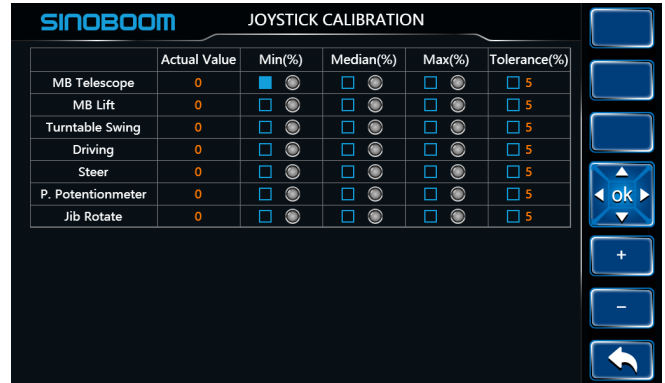 SINOBOOM JOYSTICK CALIBRATION
Actual Value Min(%) Median(%) Max(%) Tolerance(%)
MB Telescope 0 5
MB Lift 0 5
Turntable Swing 0 5
Driving 0 5
Steer 0 5
P. Potentionmeter 0 5
Jib Rotate 0 5
ok
+
−